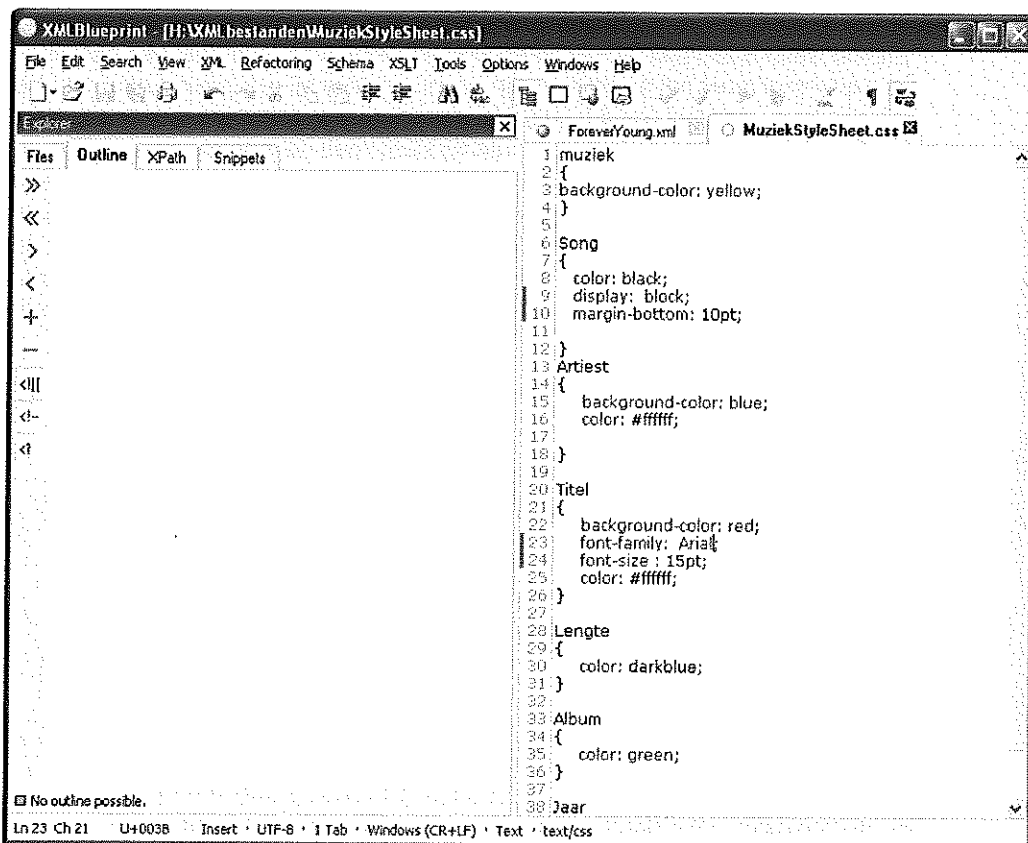 XMLBlueprint - [H:\XMLbestanden\MuziekStyleSheet.css]
File Edit Search View XML Refactoring Schema XSLT Tools Options Windows Help
Explorer
ForeverYoung.xml MuziekStyleSheet.css
Files Outline XPath Snippets
1 muziek
2 {
3 background-color: yellow;
4 }
5
6 Song
7 {
8 color: black;
9 display: block;
10 margin-bottom: 10pt;
11
12 }
13 Artiest
14 {
15 background-color: blue;
16 color: #ffffff;
17
18 }
19
20 Titel
21 {
22 background-color: red;
23 font-family: Arial;
24 font-size : 15pt;
25 color: #ffffff;
26 }
27
28 Lengte
29 {
30 color: darkblue;
31 }
32
33 Album
34 {
35 color: green;
36 }
37
38 Jaar
No outline possible.
Ln 23 Ch 21 U+003B Insert UTF-8 1 Tab Windows (CR+LF) Text text/css